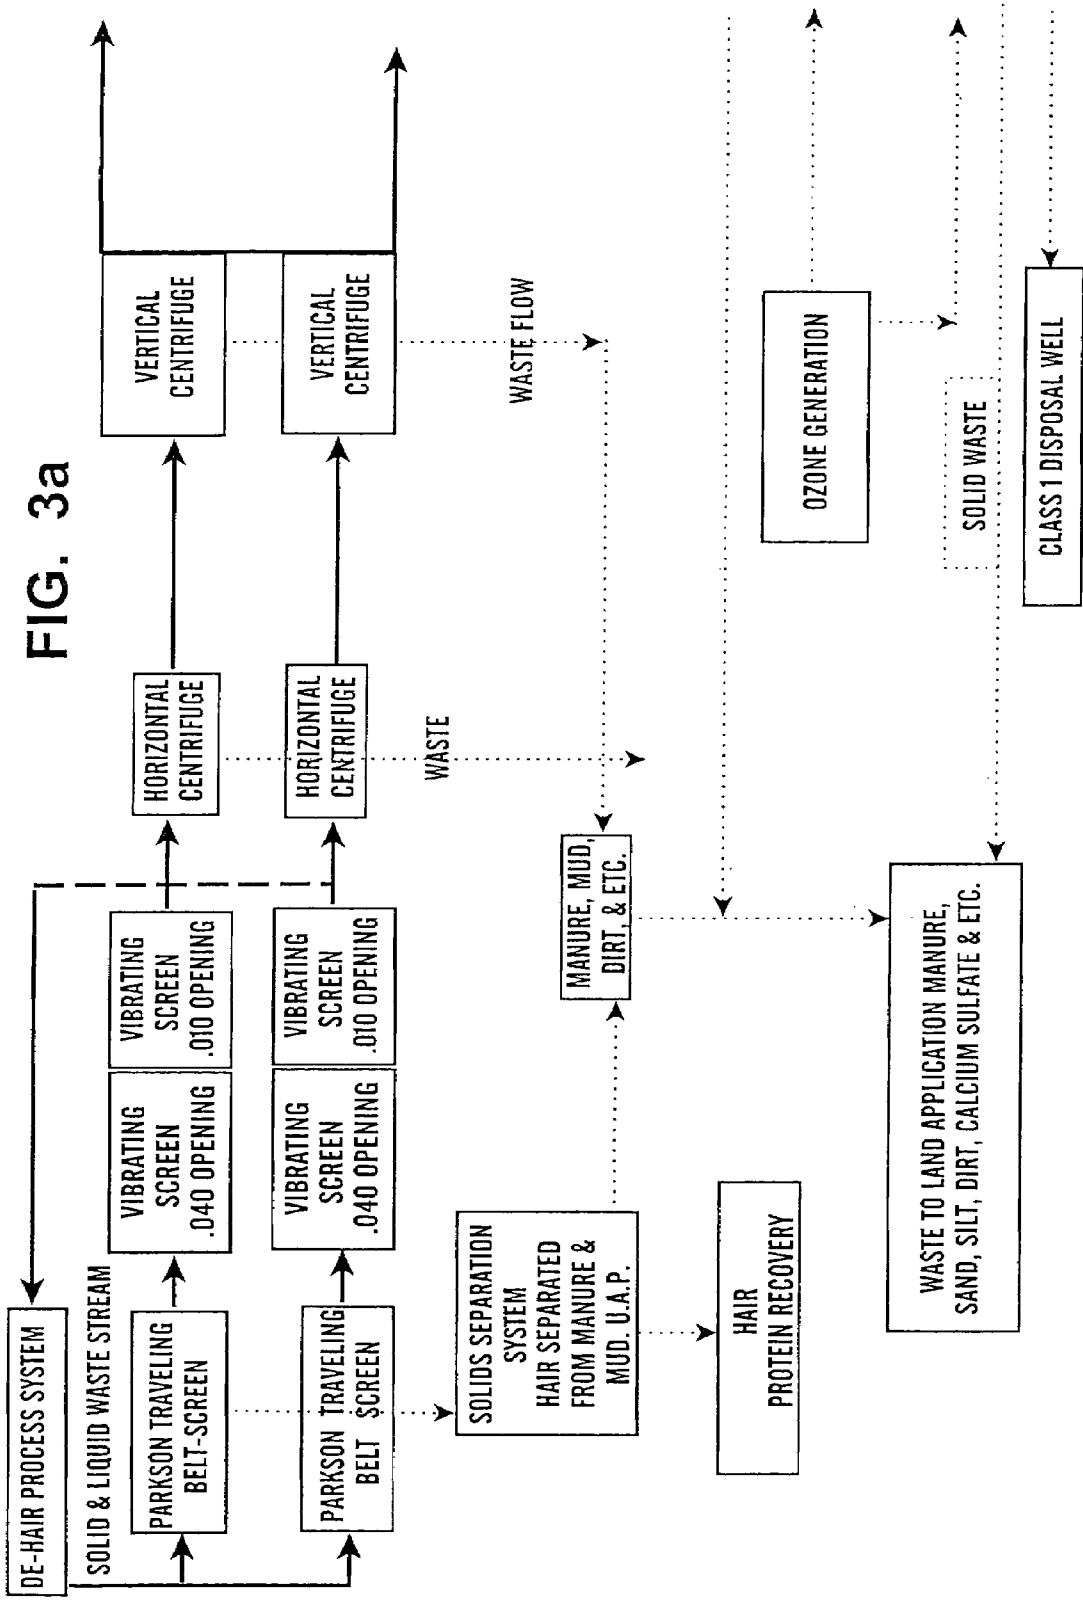 FIG. 3a
DE-HAIR PROCESS SYSTEM
SOLID & LIQUID WASTE STREAM
PARKSON TRAVELING
BELT-SCREEN
VIBRATING
SCREEN
.040 OPENING
VIBRATING
SCREEN
.010 OPENING
HORIZONTAL
CENTRIFUGE
VERTICAL
CENTRIFUGE
PARKSON TRAVELING
BELT SCREEN
VIBRATING
SCREEN
.040 OPENING
VIBRATING
SCREEN
.010 OPENING
HORIZONTAL
CENTRIFUGE
VERTICAL
CENTRIFUGE
WASTE
WASTE FLOW
SOLIDS SEPARATION
SYSTEM
HAIR SEPARATED
FROM MANURE &
MUD. U.A.P.
MANURE, MUD,
DIRT, & ETC.
HAIR
PROTEIN RECOVERY
OZONE GENERATION
WASTE TO LAND APPLICATION MANURE,
SAND, SILT, DIRT, CALCIUM SULFATE & ETC.
SOLID WASTE
CLASS 1 DISPOSAL WELL